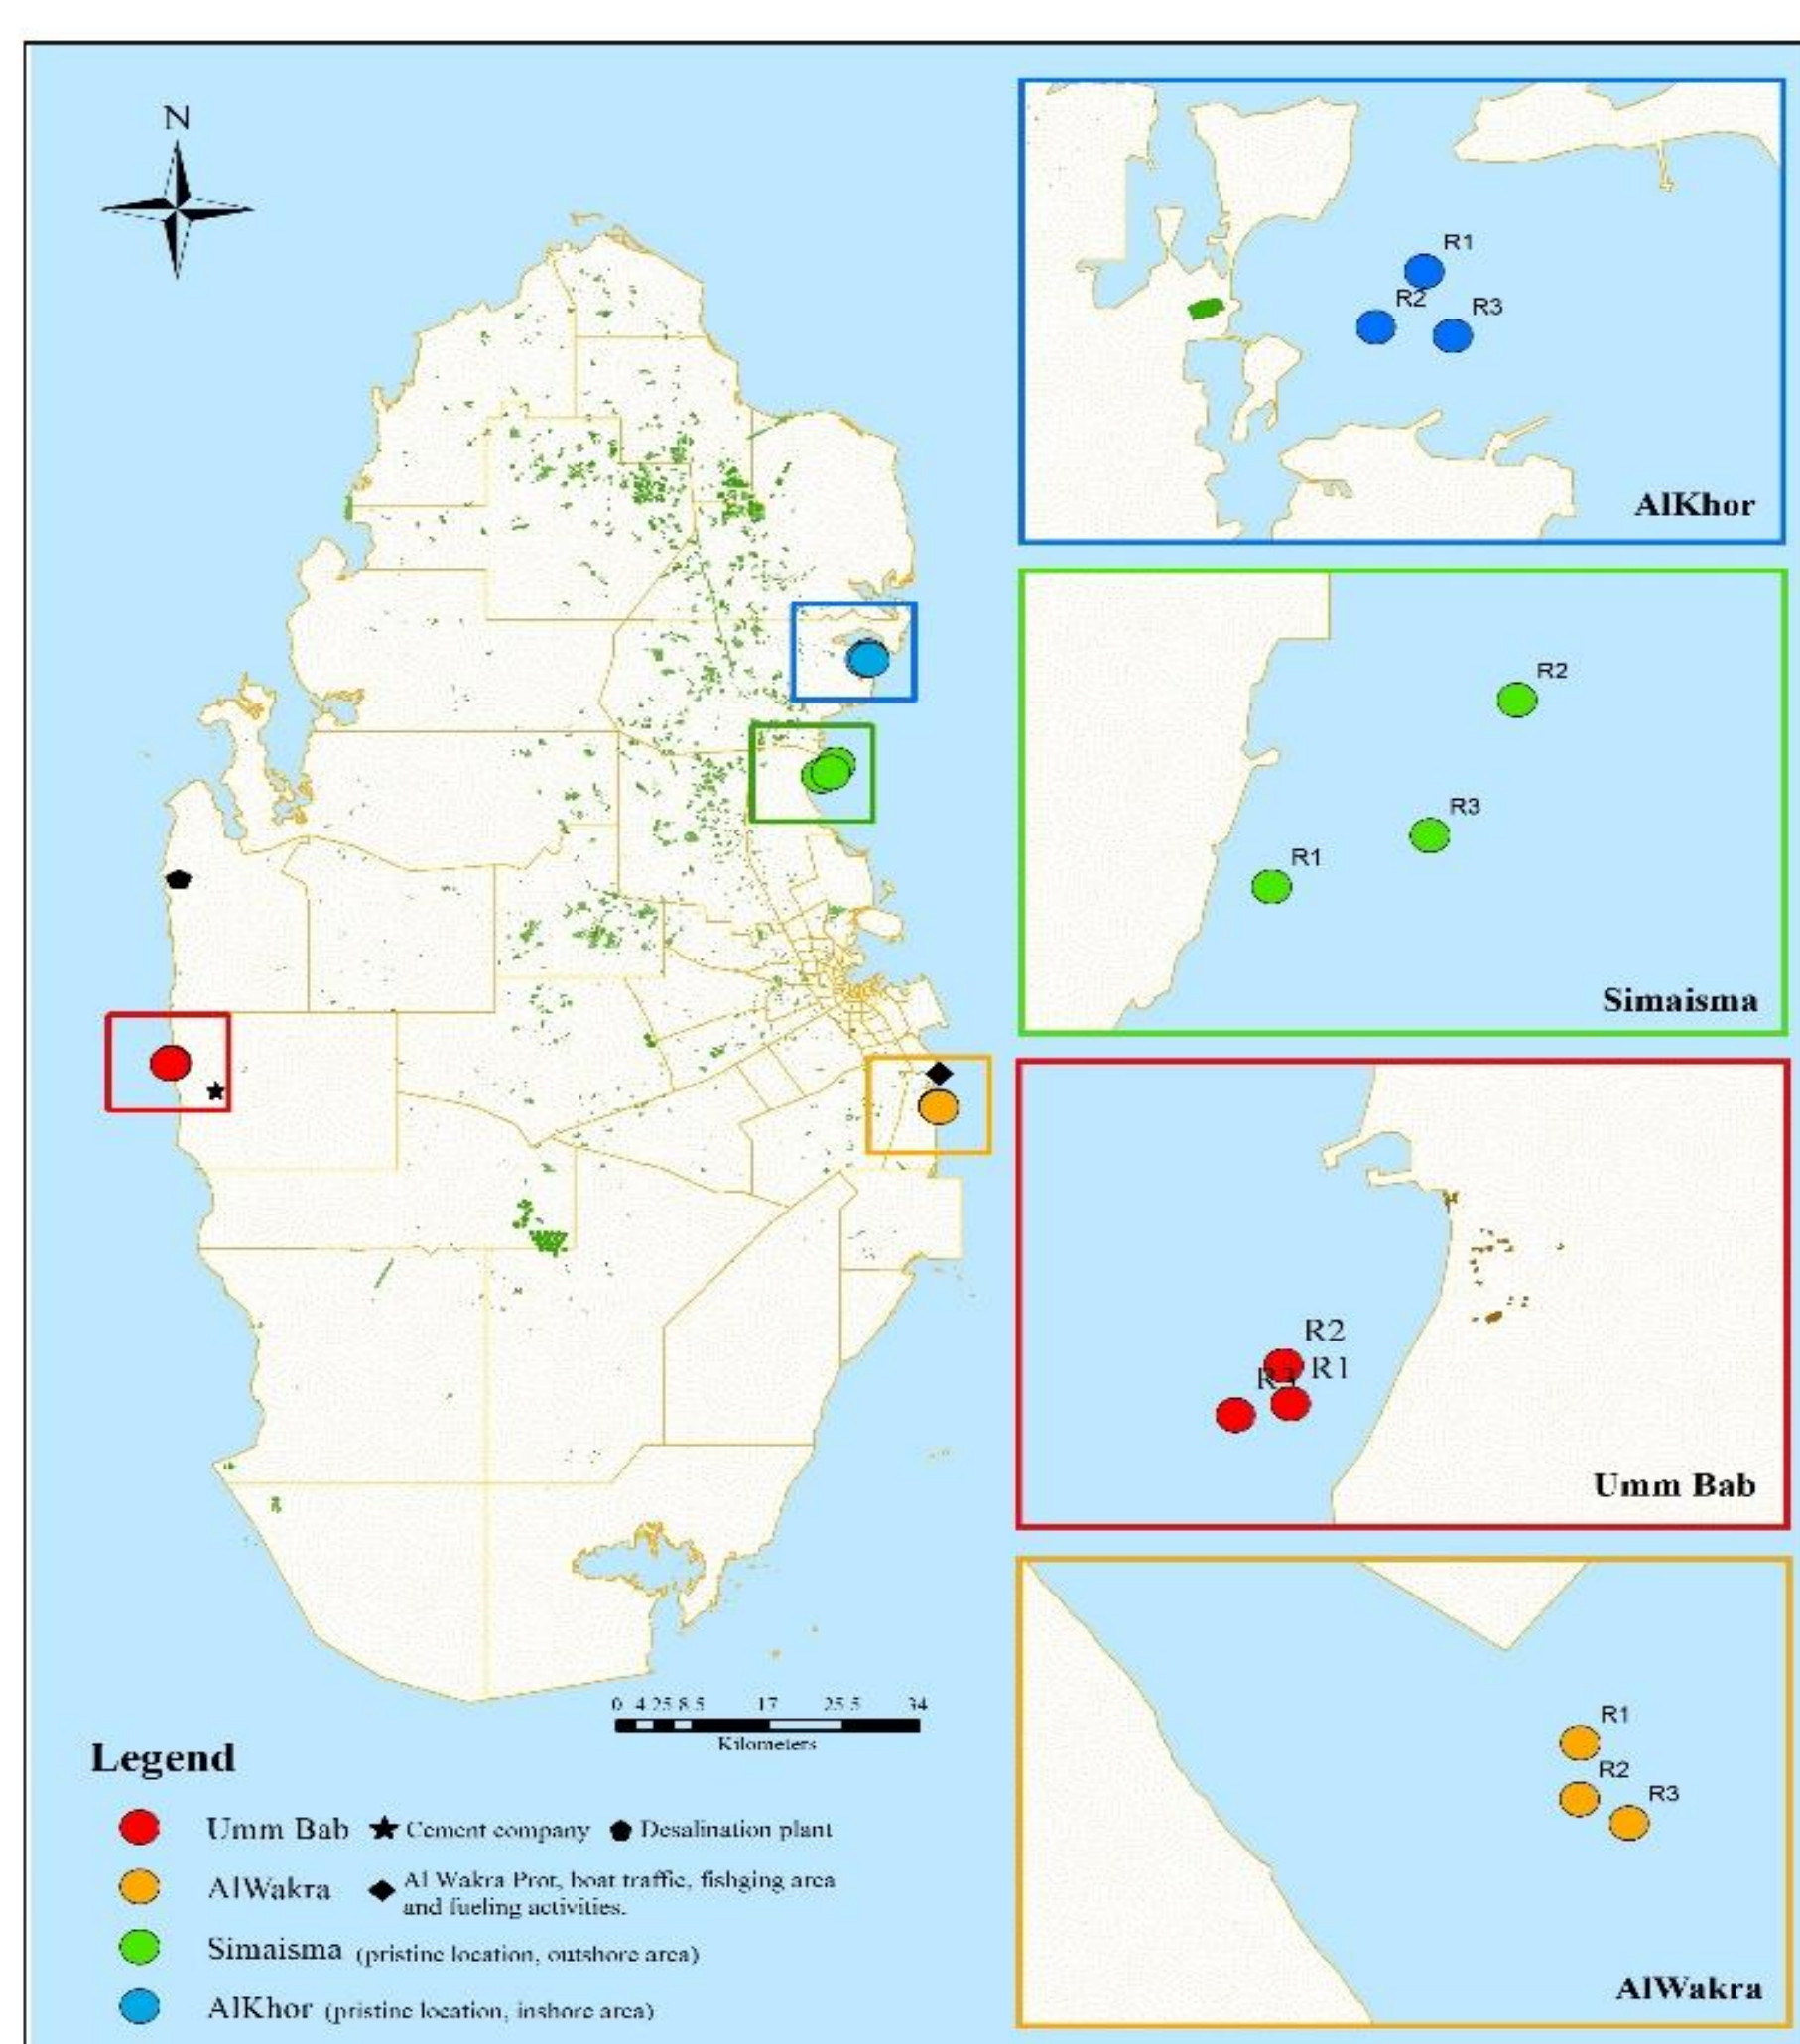 N
R1
R2
R3
AlKhor
R2
R3
R1
Simaisma
R2
R1
Umm Bab
R1
R2
R3
AlWakra
0 4.25 8.5 17 25.5 34
Kilometers
Legend
Umm Bab Cement company Desalination plant
AlWakra Al Wakra Prot, boat traffic, fishging area
and fueling activities.
Simaisma (pristine location, outshore area)
AlKhor (pristine location, inshore area)